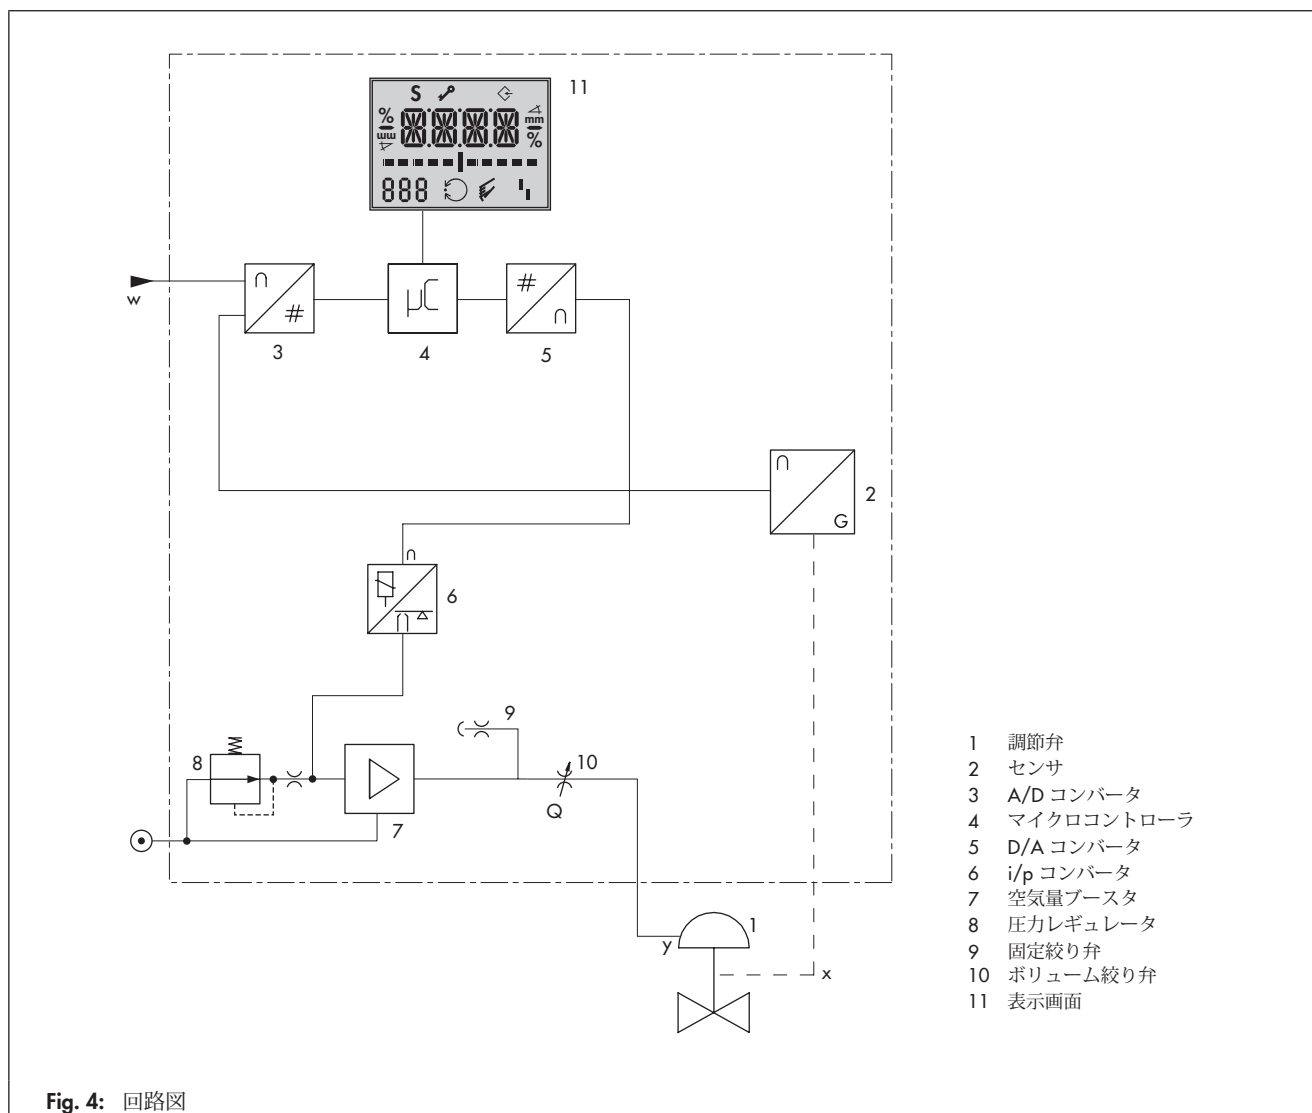 11
S
%
mm
mm
%
888
w
∩
#
3
µC
4
#
∩
5
∩
G
2
∩
6
9
8
10
Q
7
y
1
x
1 調節弁
2 センサ
3 A/D コンバータ
4 マイクロコントローラ
5 D/A コンバータ
6 i/p コンバータ
7 空気量ブースタ
8 圧力レギュレータ
9 固定絞り弁
10 ボリューム絞り弁
11 表示画面
Fig. 4: 回路図